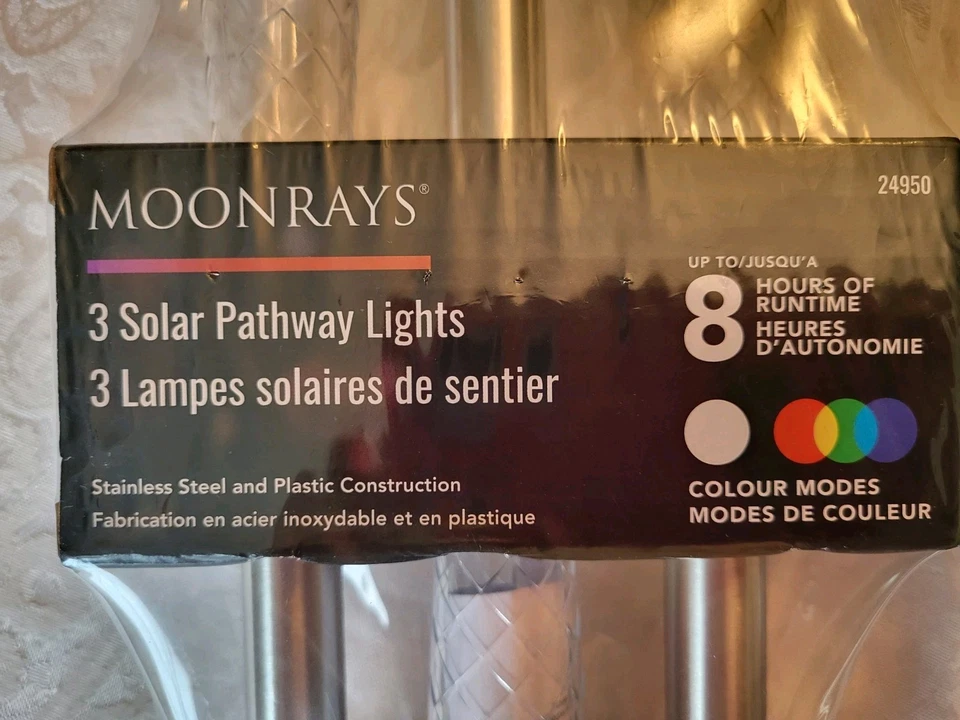 MOONRAYS®
24950
3 Solar Pathway Lights
3 Lampes solaires de sentier
Stainless Steel and Plastic Construction
Fabrication en acier inoxydable et en plastique
UP TO/JUSQU'A
8 HOURS OF
RUNTIME
HEURES
D'AUTONOMIE
COLOUR MODES
MODES DE COULEUR